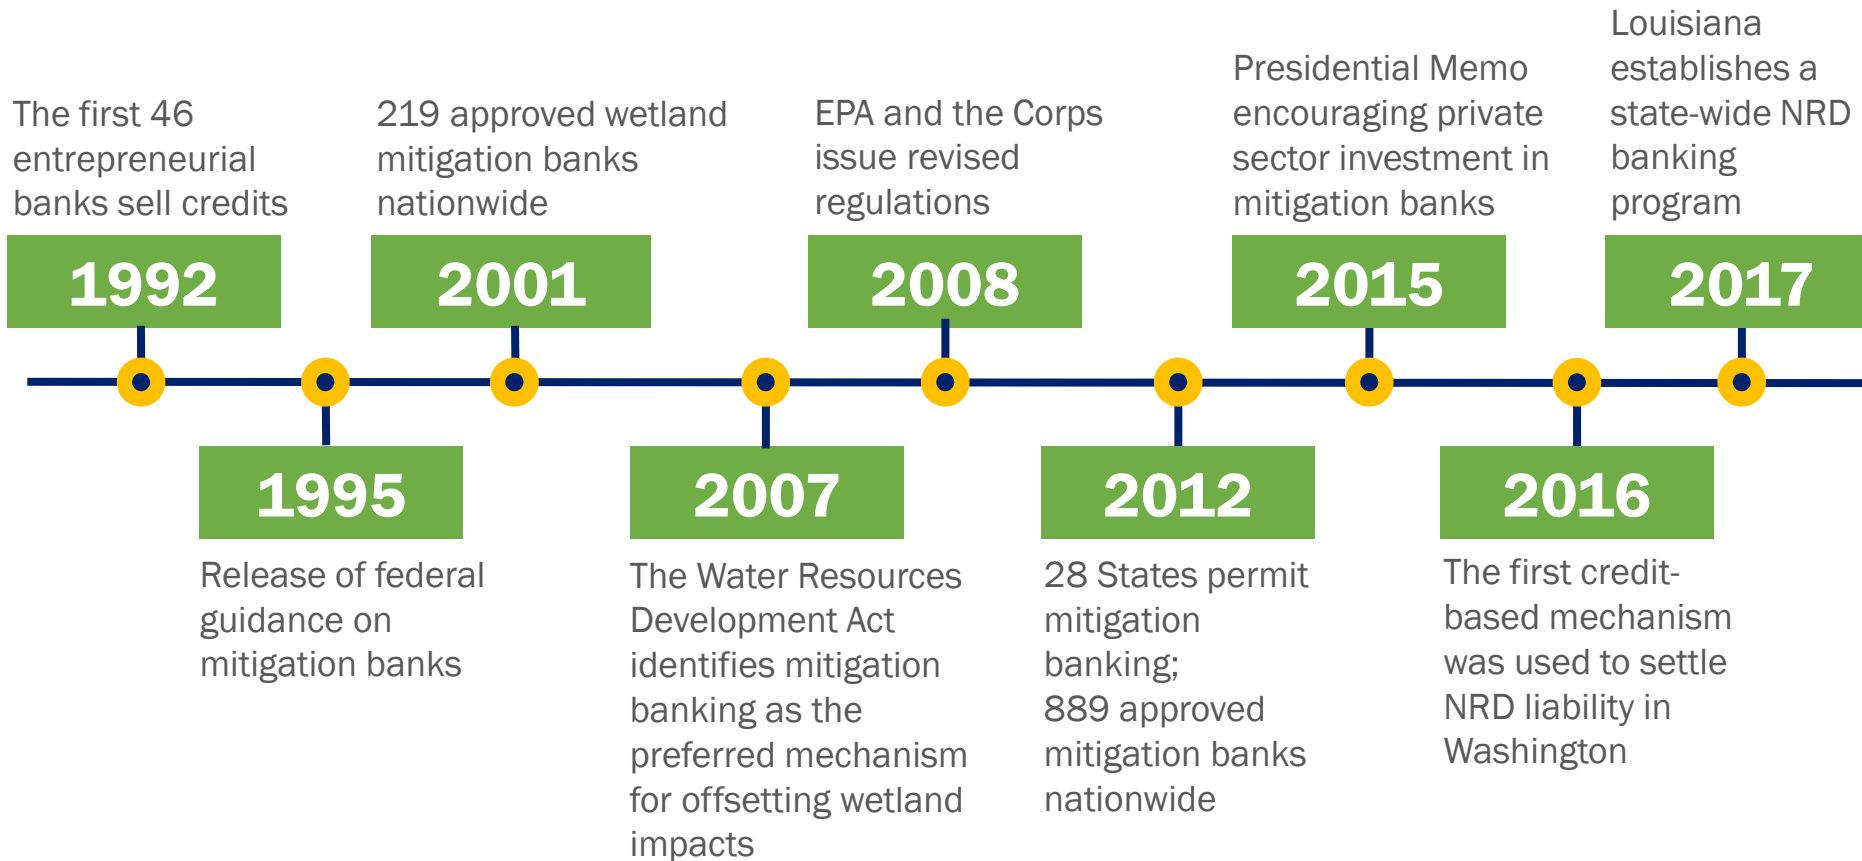 The first 46
entrepreneurial
banks sell credits
1992
Release of federal
guidance on
mitigation banks
1995
219 approved wetland
mitigation banks
nationwide
2001
The Water Resources
Development Act
identifies mitigation
banking as the
preferred mechanism
for offsetting wetland
impacts
2007
EPA and the Corps
issue revised
regulations
2008
28 States permit
mitigation
banking;
889 approved
mitigation banks
nationwide
2012
Presidential Memo
encouraging private
sector investment in
mitigation banks
2015
The first credit-
based mechanism
was used to settle
NRD liability in
Washington
2016
Louisiana
establishes a
state-wide NRD
banking
program
2017